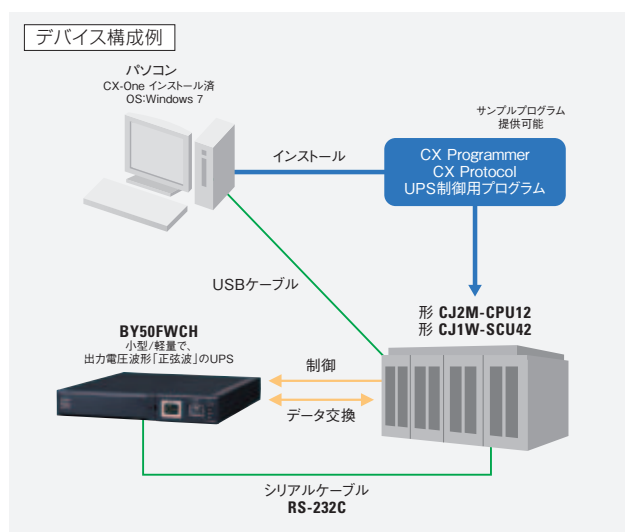 デバイス構成例
パソコン
CX-One インストール済
OS:Windows 7
サンプルプログラム
提供可能
インストール
CX Programmer
CX Protocol
UPS制御用プログラム
USBケーブル
形 CJ2M-CPU12
形 CJ1W-SCU42
BY50FWCH
小型/軽量で、
出力電圧波形「正弦波」のUPS
制御
データ交換
シリアルケーブル
RS-232C